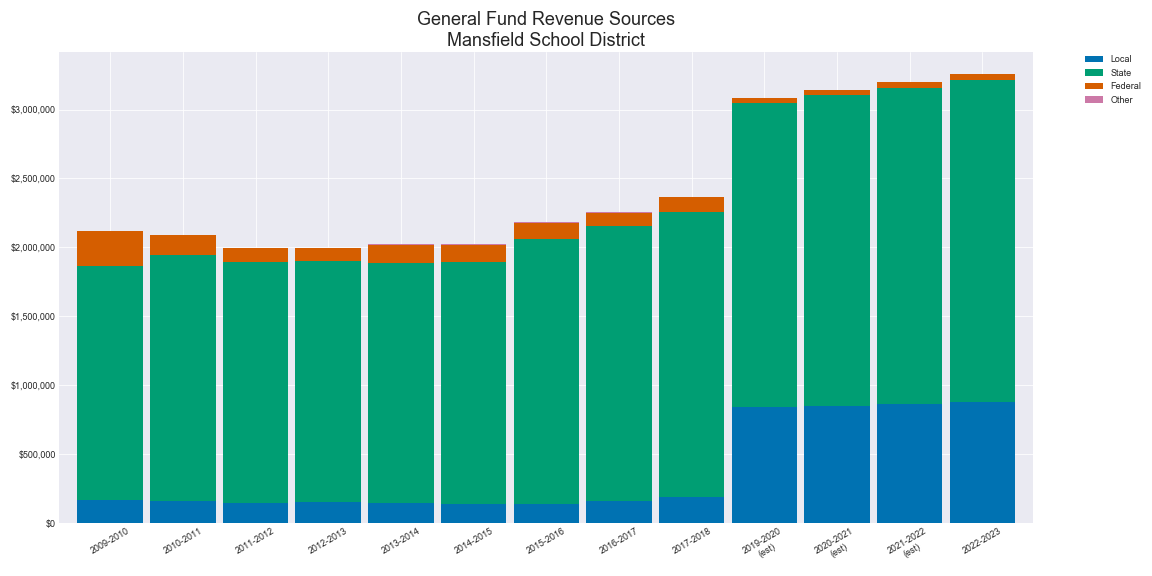 General Fund Revenue Sources
Mansfield School District
Local
State
Federal
Other
$3,000,000
$2,500,000
$2,000,000
$1,500,000
$1,000,000
$500,000
$0
2009-2010
2010-2011
2011-2012
2012-2013
2013-2014
2014-2015
2015-2016
2016-2017
2017-2018
2019-2020
(est)
2020-2021
(est)
2021-2022
(est)
2022-2023